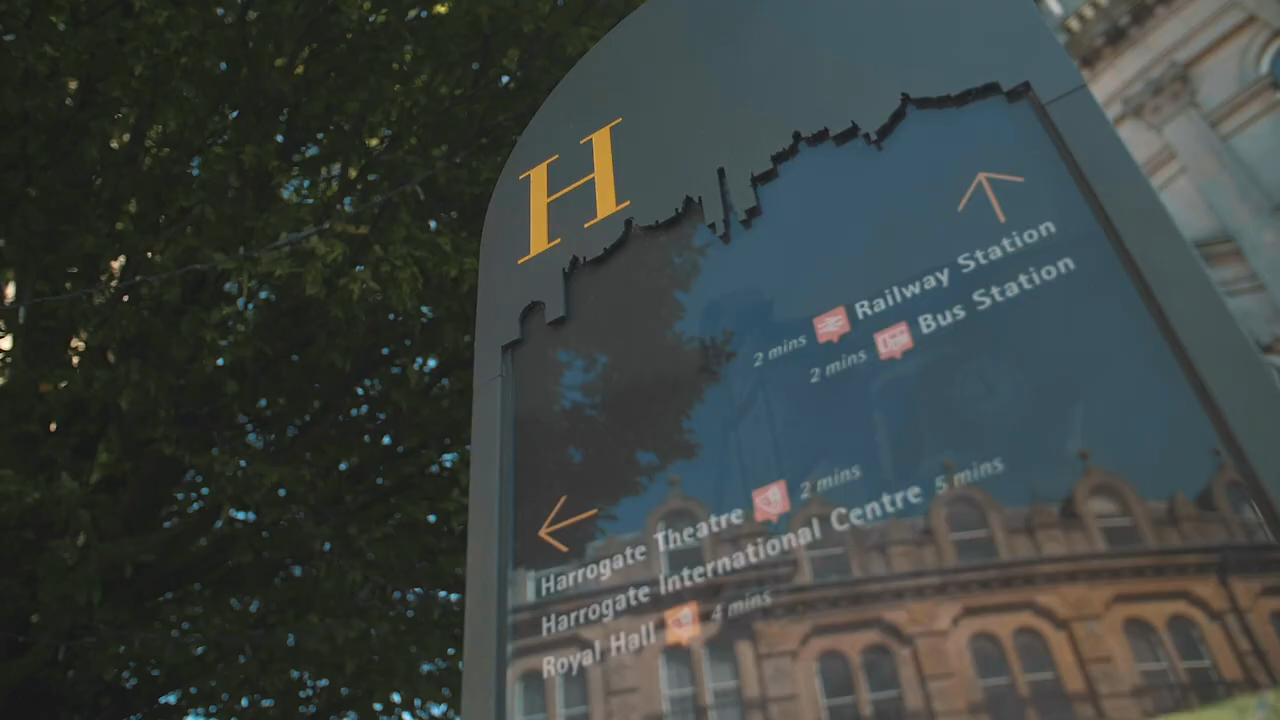 H
Railway Station
2 mins
Bus Station
2 mins
Harrogate Theatre 2 mins
Harrogate International Centre 5 mins
Royal Hall 4 mins